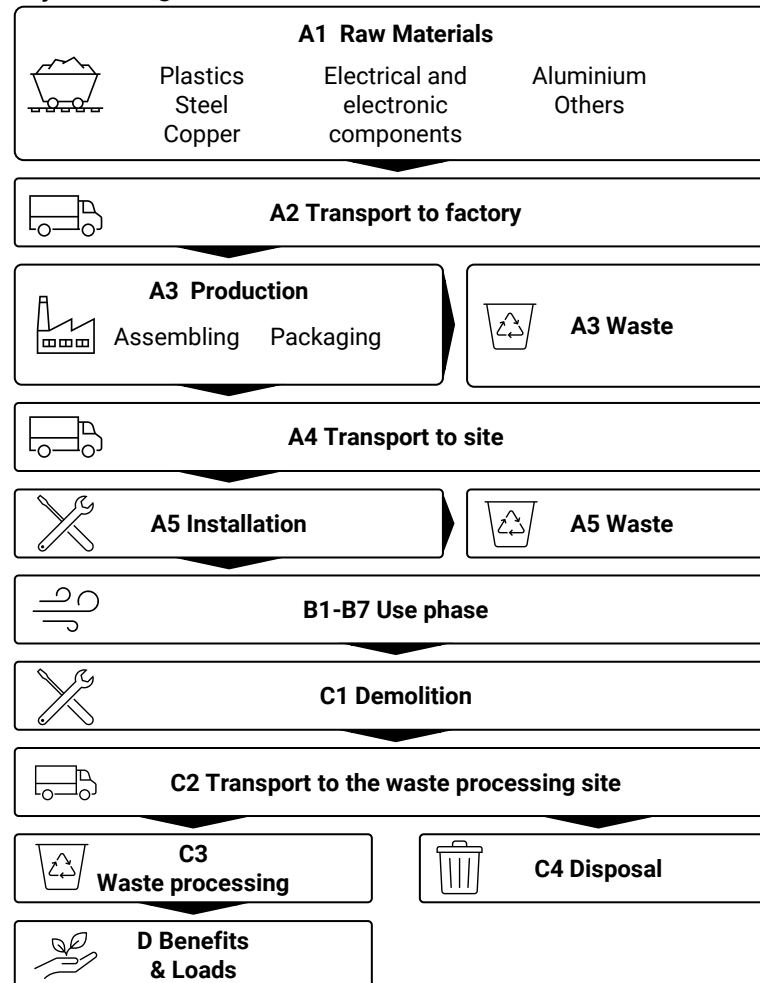 A1 Raw Materials
Plastics
Steel
Copper
Electrical and
electronic
components
Aluminium
Others
A2 Transport to factory
A3 Production
Assembling Packaging
A3 Waste
A4 Transport to site
A5 Installation
A5 Waste
B1-B7 Use phase
C1 Demolition
C2 Transport to the waste processing site
C3
Waste processing
C4 Disposal
D Benefits
& Loads